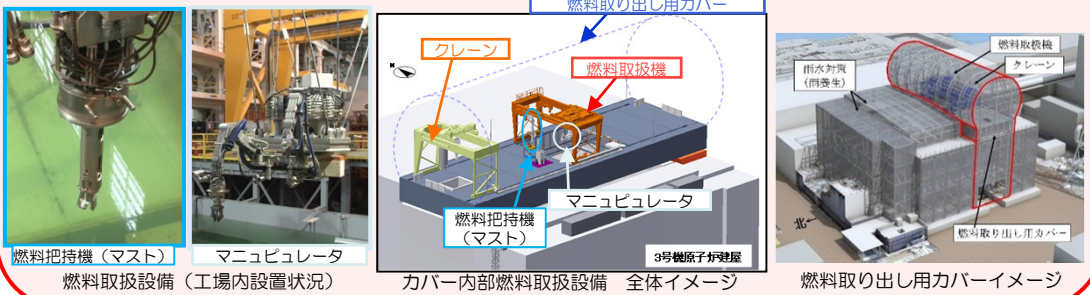 燃料取り出し用カバー
クレーン
燃料取扱機
マニュピュレータ
燃料把持機
（マスト）
3号機原子炉建屋
燃料取扱機
クレーン
雨水対策
（雨養生）
北
燃料取り出し用カバー
燃料把持機（マスト）
マニュピュレータ
燃料取扱設備（工場内設置状況）
カバー内部燃料取扱設備　全体イメージ
燃料取り出し用カバーイメージ